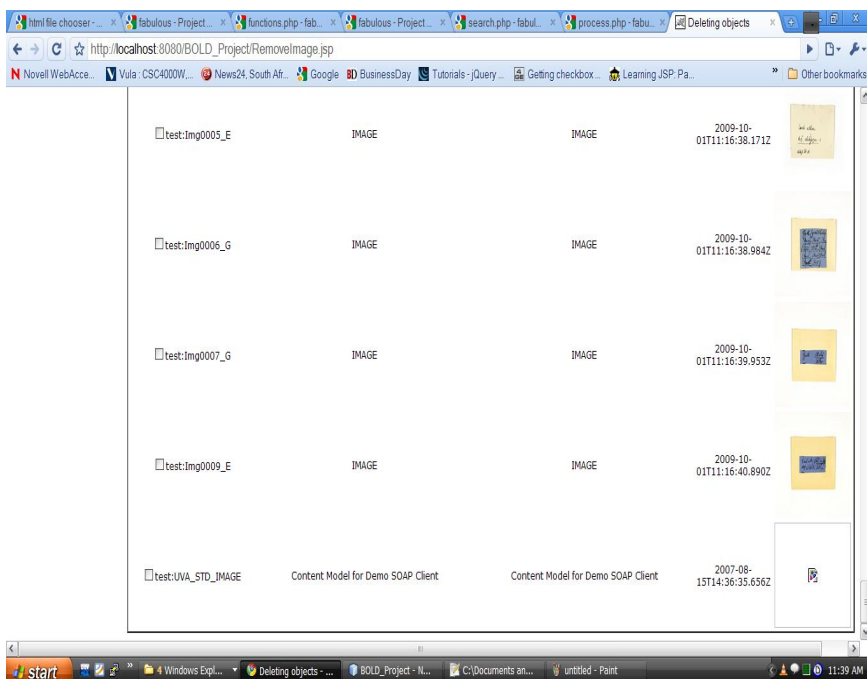 html file chooser - ... fabulous - Project ... functions.php - fab... fabulous - Project ... search.php - fabul... process.php - fabu... Deleting objects
http://localhost:8080/BOLD_Project/RemoveImage.jsp
Novell WebAcce... Vula : CSC4000W,... News24, South Afr... Google BD BusinessDay Tutorials - jQuery ... Getting checkbox ... Learning JSP: Pa... » Other bookmarks
test:Img0005_E IMAGE IMAGE 2009-10-
01T11:16:38.171Z
test:Img0006_G IMAGE IMAGE 2009-10-
01T11:16:38.984Z
test:Img0007_G IMAGE IMAGE 2009-10-
01T11:16:39.953Z
test:Img0009_E IMAGE IMAGE 2009-10-
01T11:16:40.890Z
test:UVA_STD_IMAGE Content Model for Demo SOAP Client Content Model for Demo SOAP Client 2007-08-
15T14:36:35.656Z
start » 4 Windows Expl... Deleting objects - ... BOLD_Project - N... C:\Documents an... untitled - Paint 11:39 AM